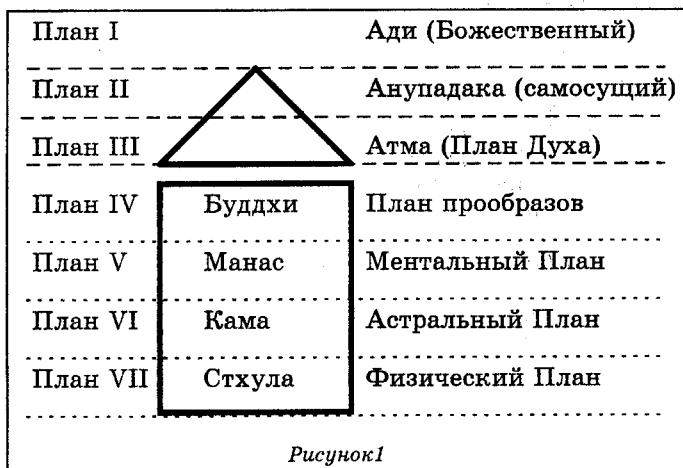 План I Ади (Божественный)
План II Анупадака (самосущий)
План III Атма (План Духа)
План IV Буддхи План прообразов
План V Манас Ментальный План
План VI Кама Астральный План
План VII Стхула Физический План
Рисунок1